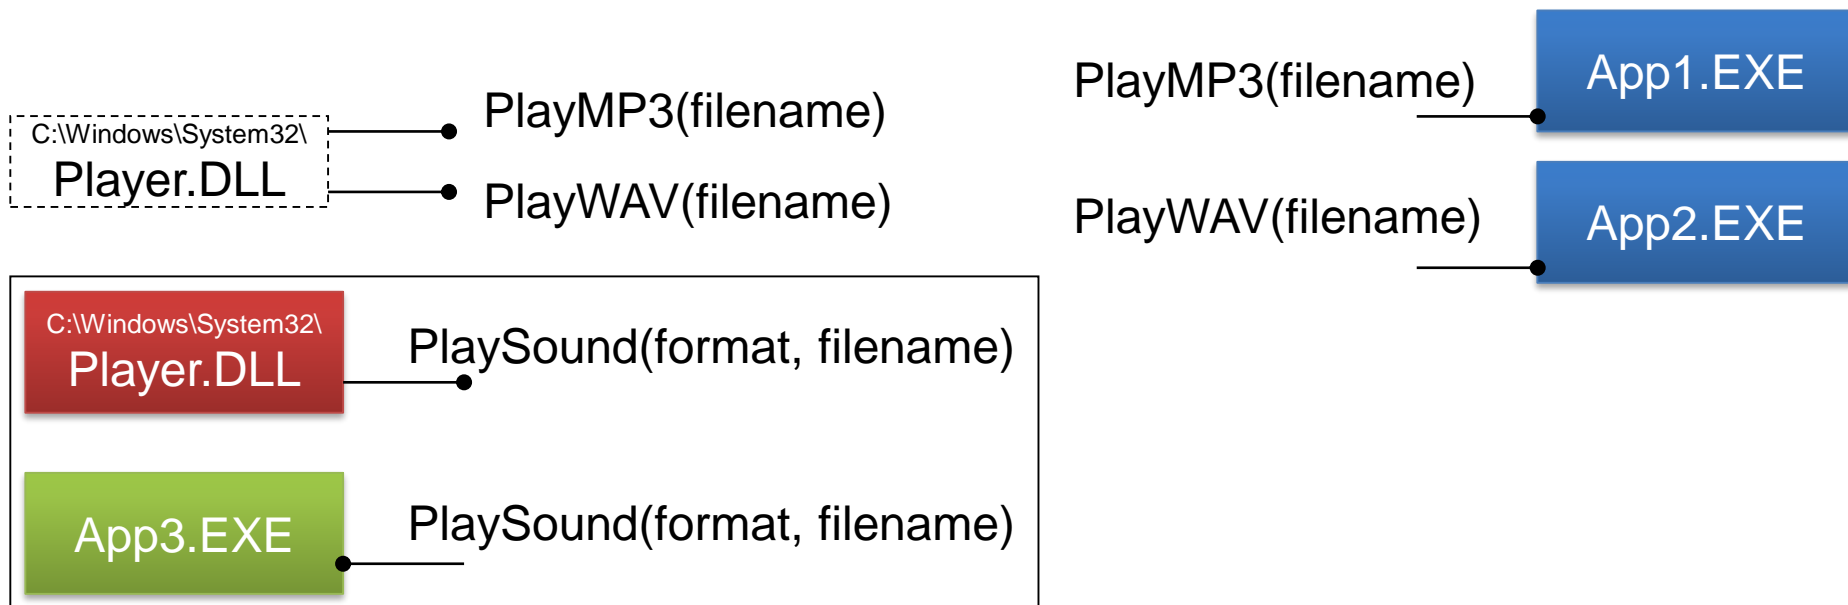 C:\Windows\System32\
Player.DLL
PlayMP3(filename)
PlayWAV(filename)
PlayMP3(filename)
App1.EXE
PlayWAV(filename)
App2.EXE
C:\Windows\System32\
Player.DLL
PlaySound(format, filename)
App3.EXE
PlaySound(format, filename)